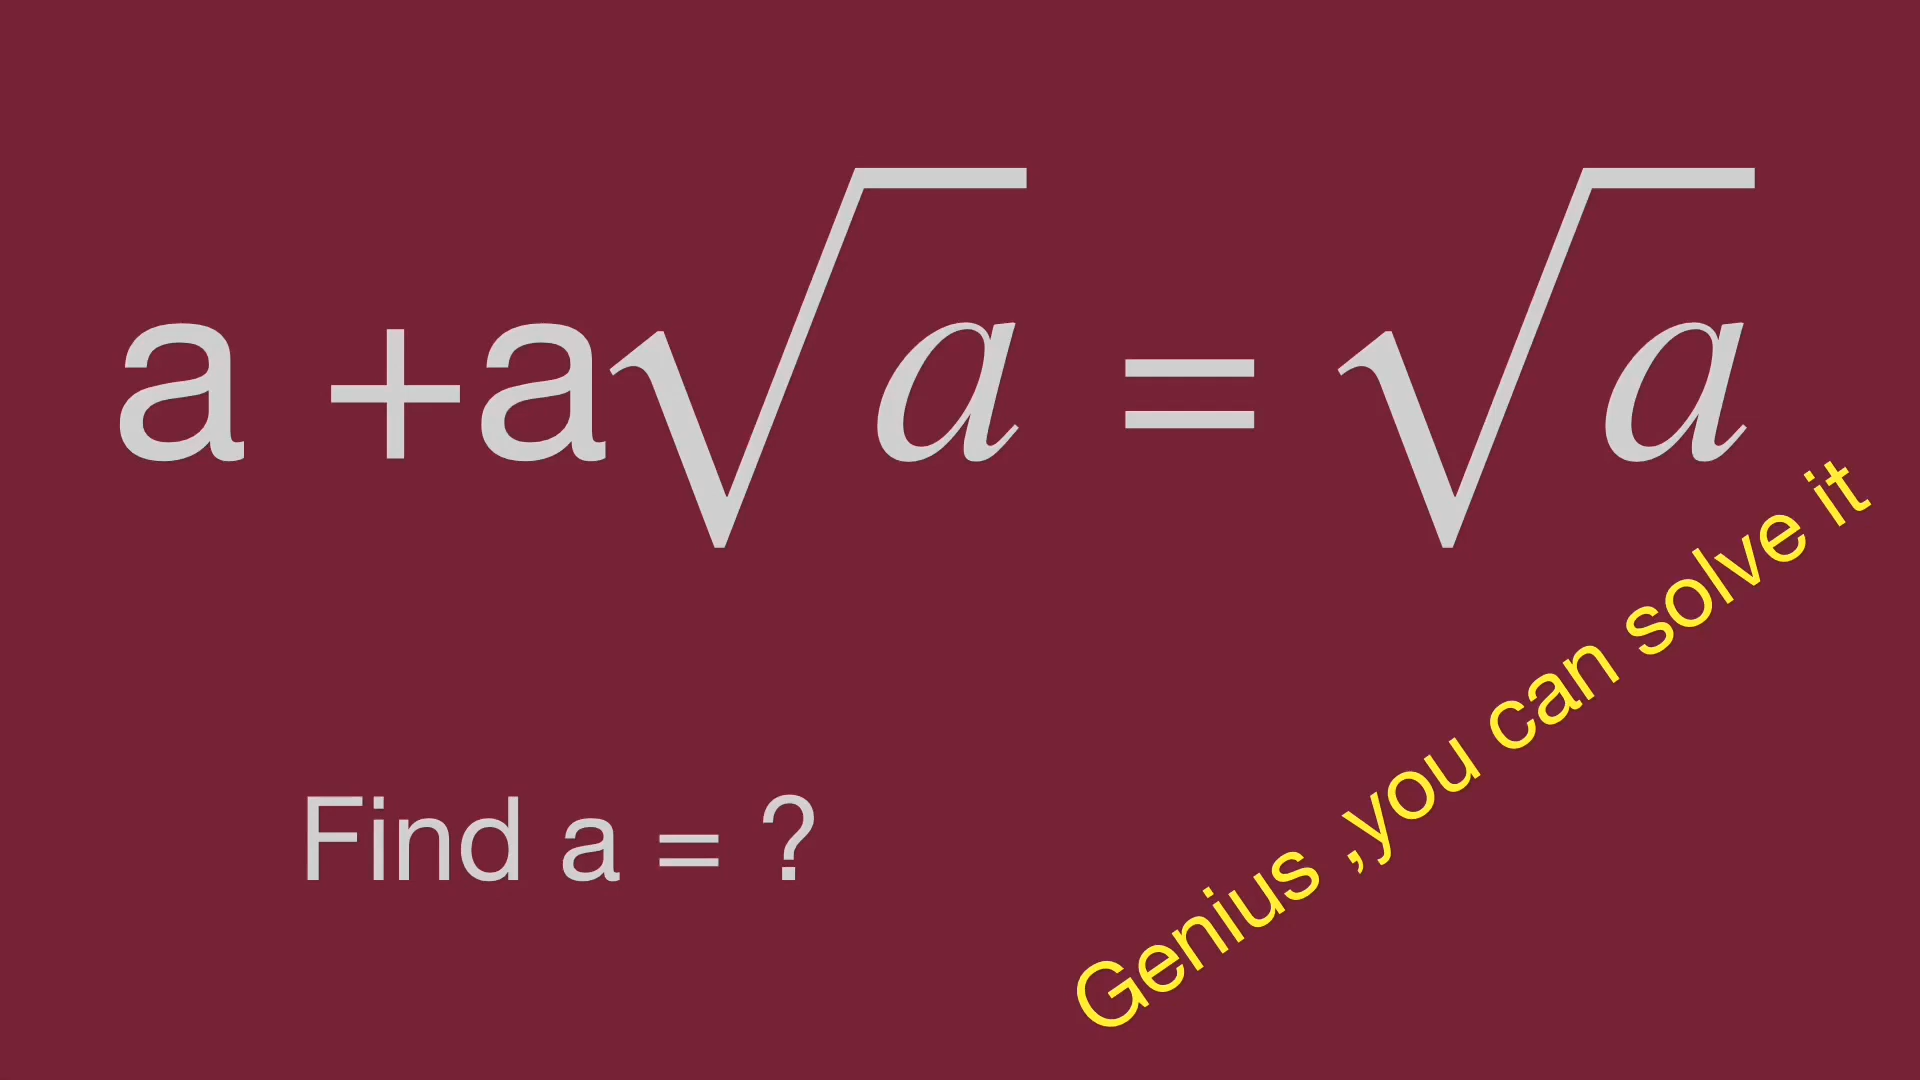 a +a√a = √a
Find a = ?
Genius ,you can solve it